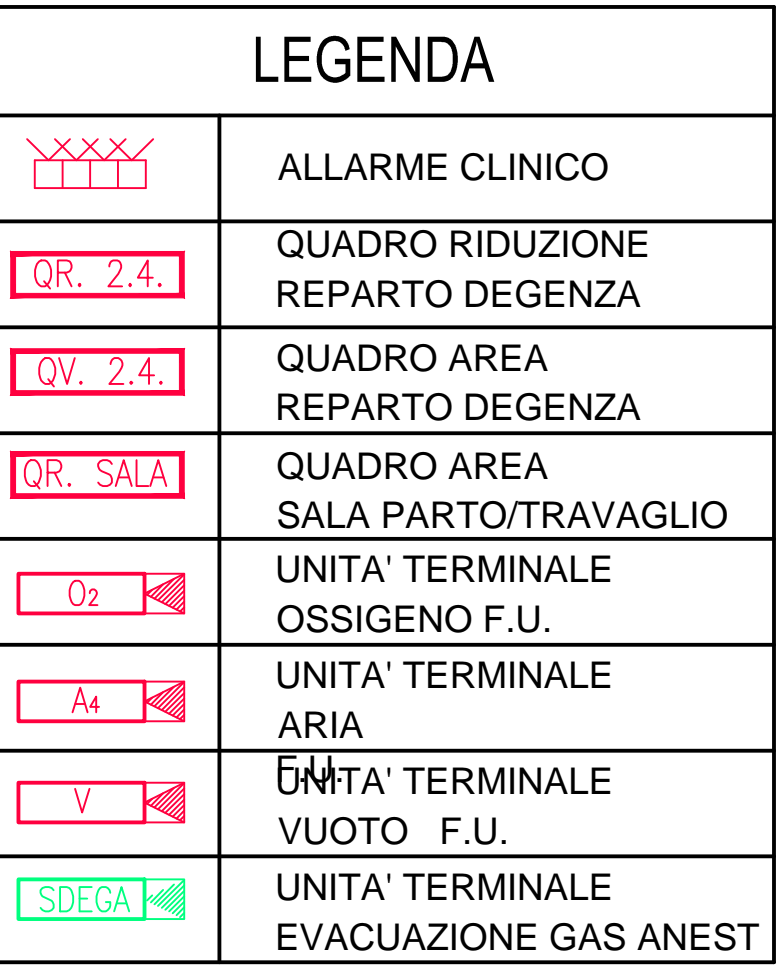 LEGENDA
ALLARME CLINICO
QR. 2.4.
QUADRO RIDUZIONE
REPARTO DEGENZA
QV. 2.4.
QUADRO AREA
REPARTO DEGENZA
QR. SALA
QUADRO AREA
SALA PARTO/TRAVAGLIO
O2
UNITA' TERMINALE
OSSIGENO F.U.
A4
UNITA' TERMINALE
ARIA
F.U.
V
UNITA' TERMINALE
VUOTO F.U.
SDEGA
UNITA' TERMINALE
EVACUAZIONE GAS ANEST